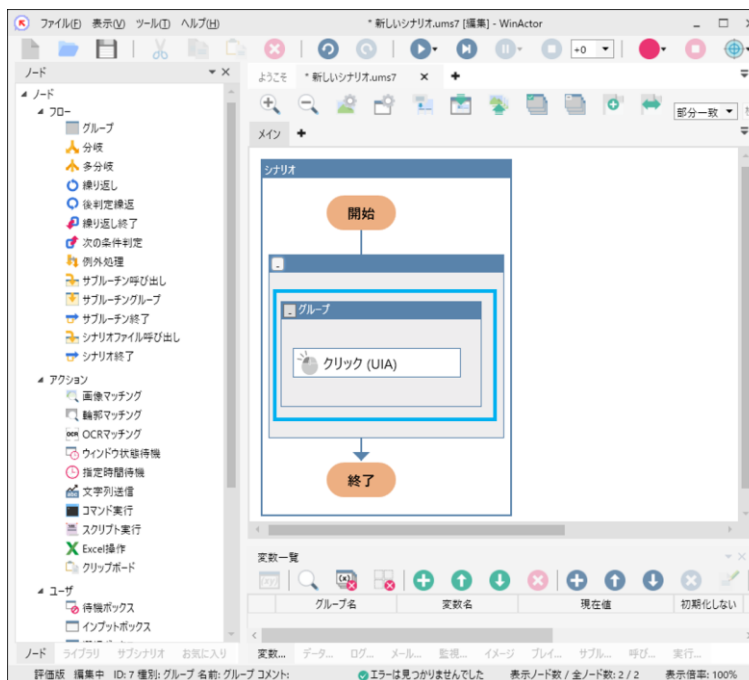 ファイル(F) 表示(V) ツール(T) ヘルプ(H)
* 新しいシナリオ.ums7 [編集] - WinActor
+0
ノード
ノード
フロー
グループ
分岐
多分岐
繰り返し
後判定繰返
繰り返し終了
次の条件判定
例外処理
サブルーチン呼び出し
サブルーチングループ
サブルーチン終了
シナリオファイル呼び出し
シナリオ終了
アクション
画像マッチング
輪郭マッチング
OCRマッチング
ウィンドウ状態待機
指定時間待機
文字列送信
コマンド実行
スクリプト実行
Excel操作
クリップボード
ユーザ
待機ボックス
インプットボックス
ノード ライブラリ サブシナリオ お気に入り
ようこそ * 新しいシナリオ.ums7
部分一致
メイン
シナリオ
開始
グループ
クリック (UIA)
終了
変数一覧
グループ名 変数名 現在値 初期化しない
変数... データ... ログ... メール... 監視... イメージ ブレイ... サブル... 呼び... 実行...
評価版 編集中 ID: 7 種別: グループ 名前: グループ コメント: エラーは見つかりませんでした 表示ノード数 / 全ノード数: 2 / 2 表示倍率: 100%